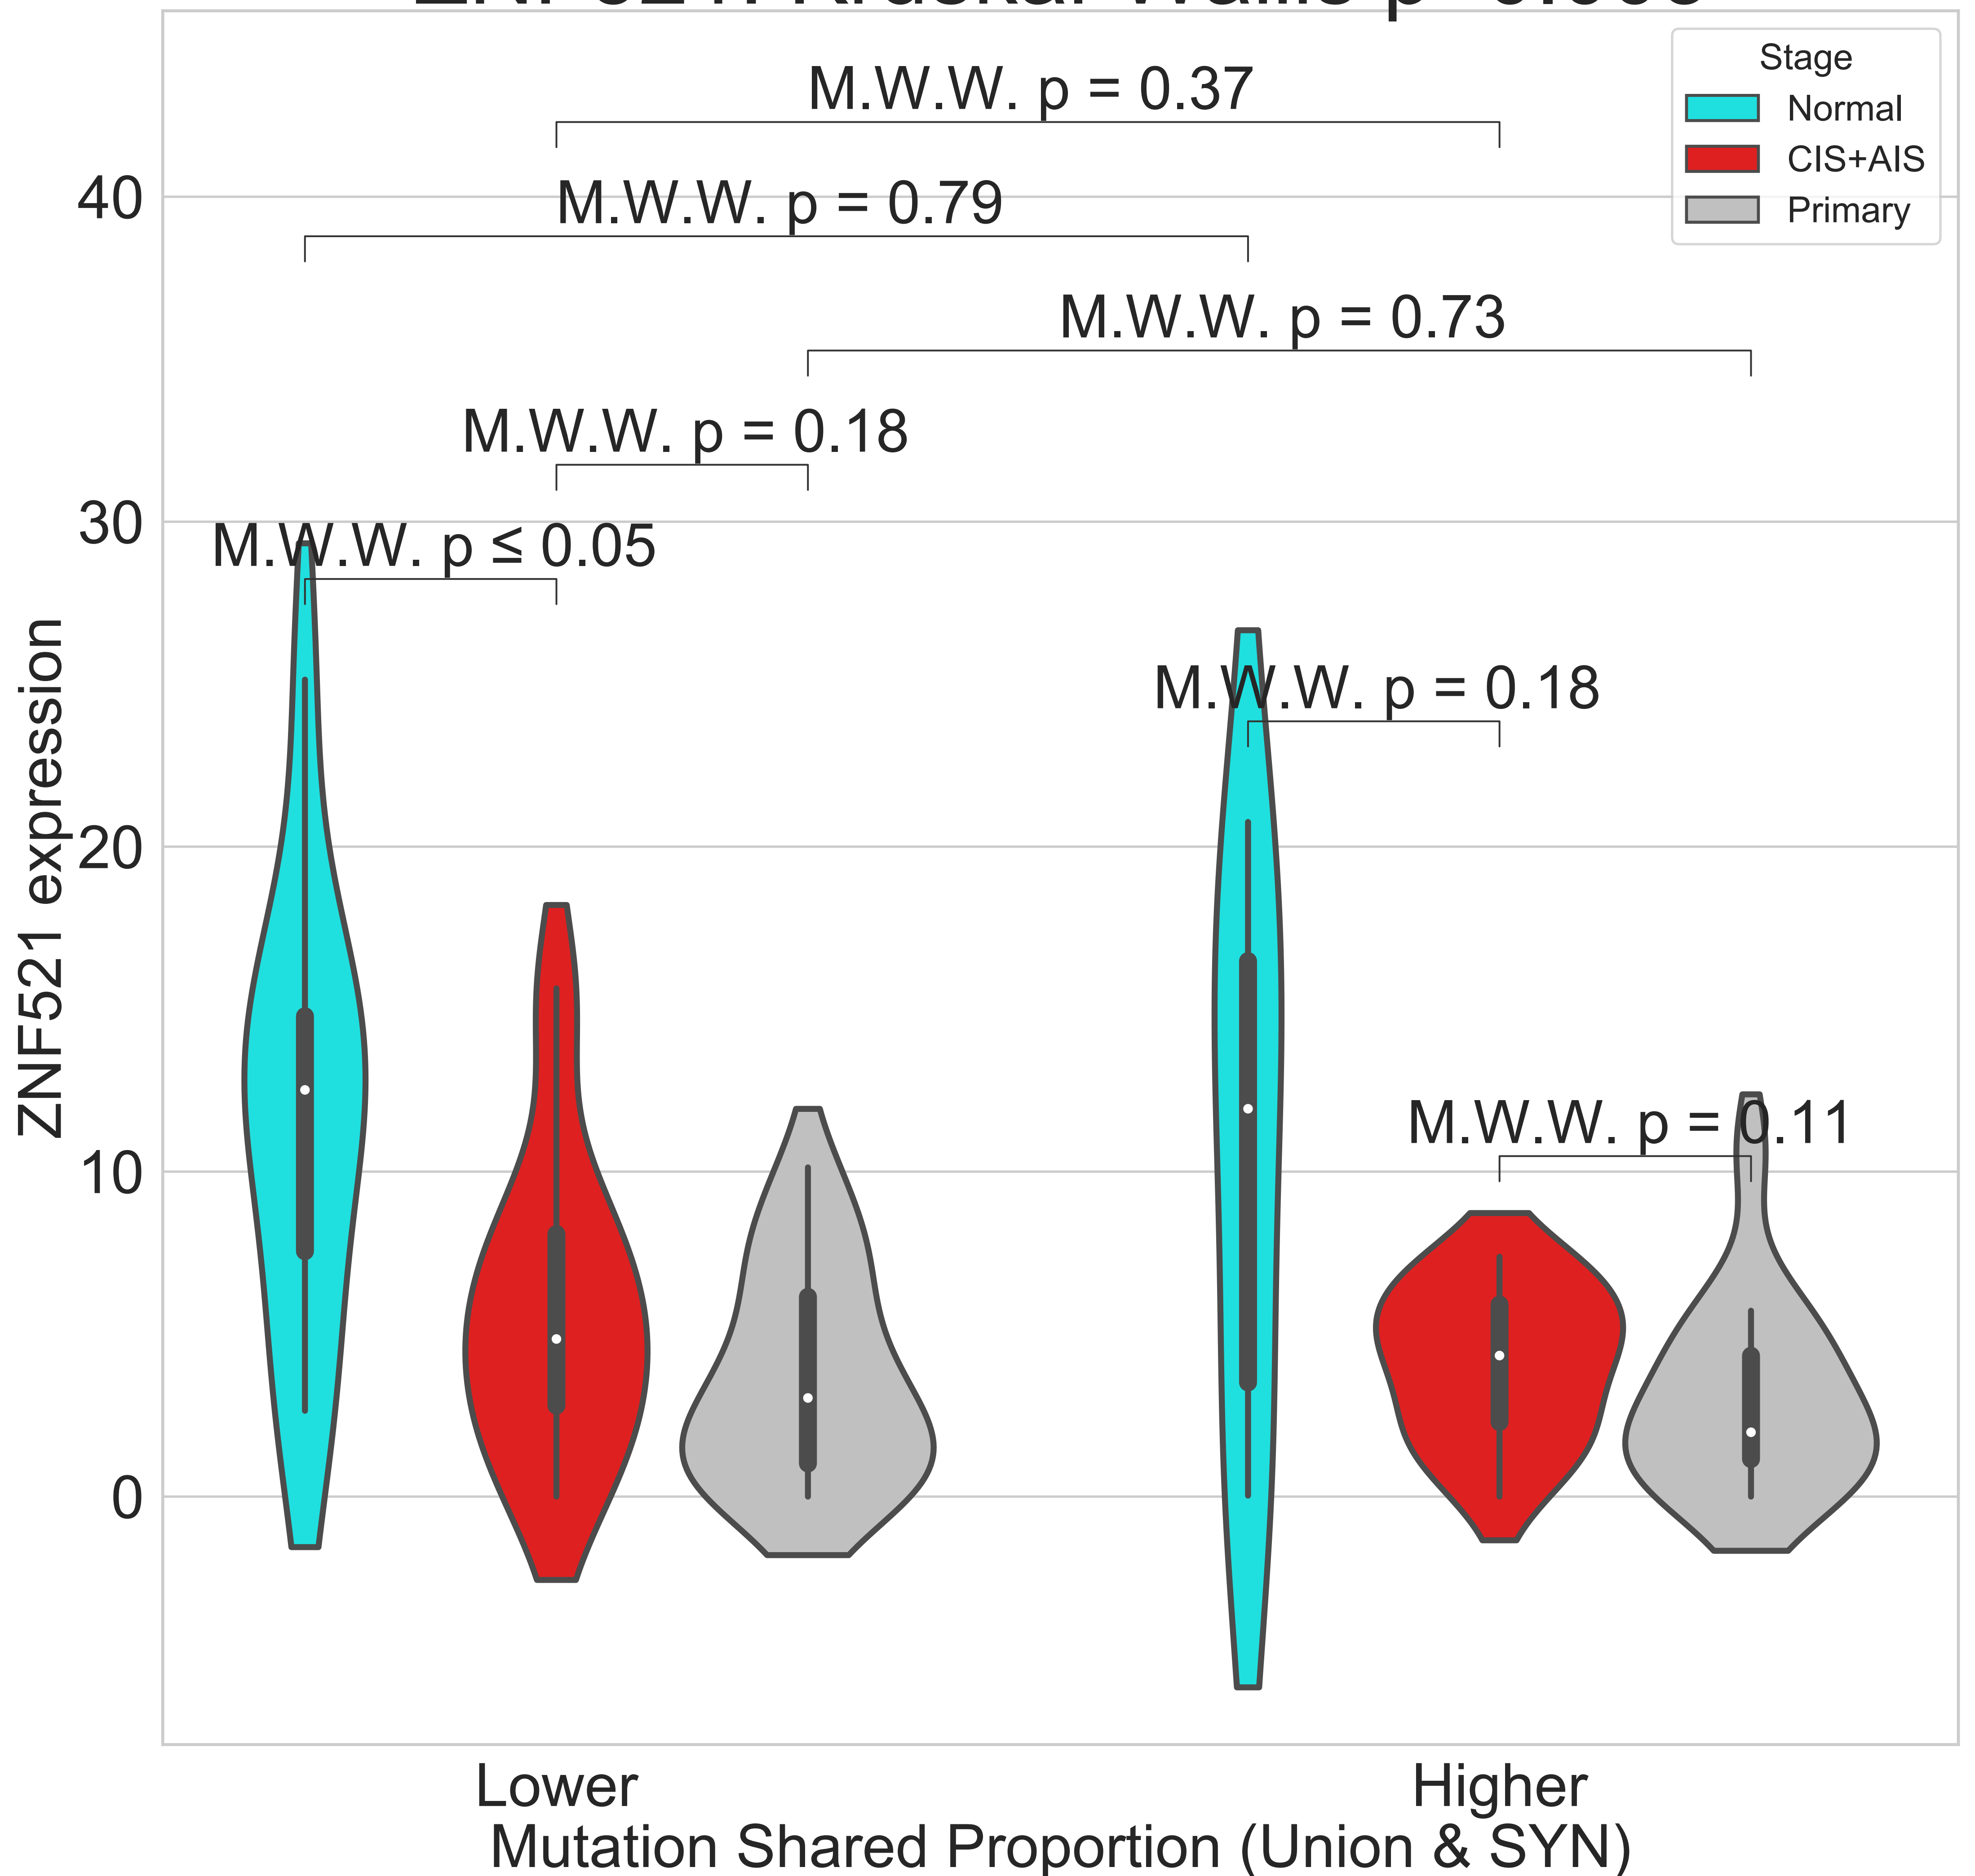 Stage
Normal
CIS+AIS
Primary
M.W.W. p = 0.37
M.W.W. p = 0.79
M.W.W. p = 0.73
M.W.W. p = 0.18
M.W.W. p ≤ 0.05
M.W.W. p = 0.18
M.W.W. p = 0.11
40
30
20
10
0
ZNF521 expression
Lower
Higher
Mutation Shared Proportion (Union & SYN)